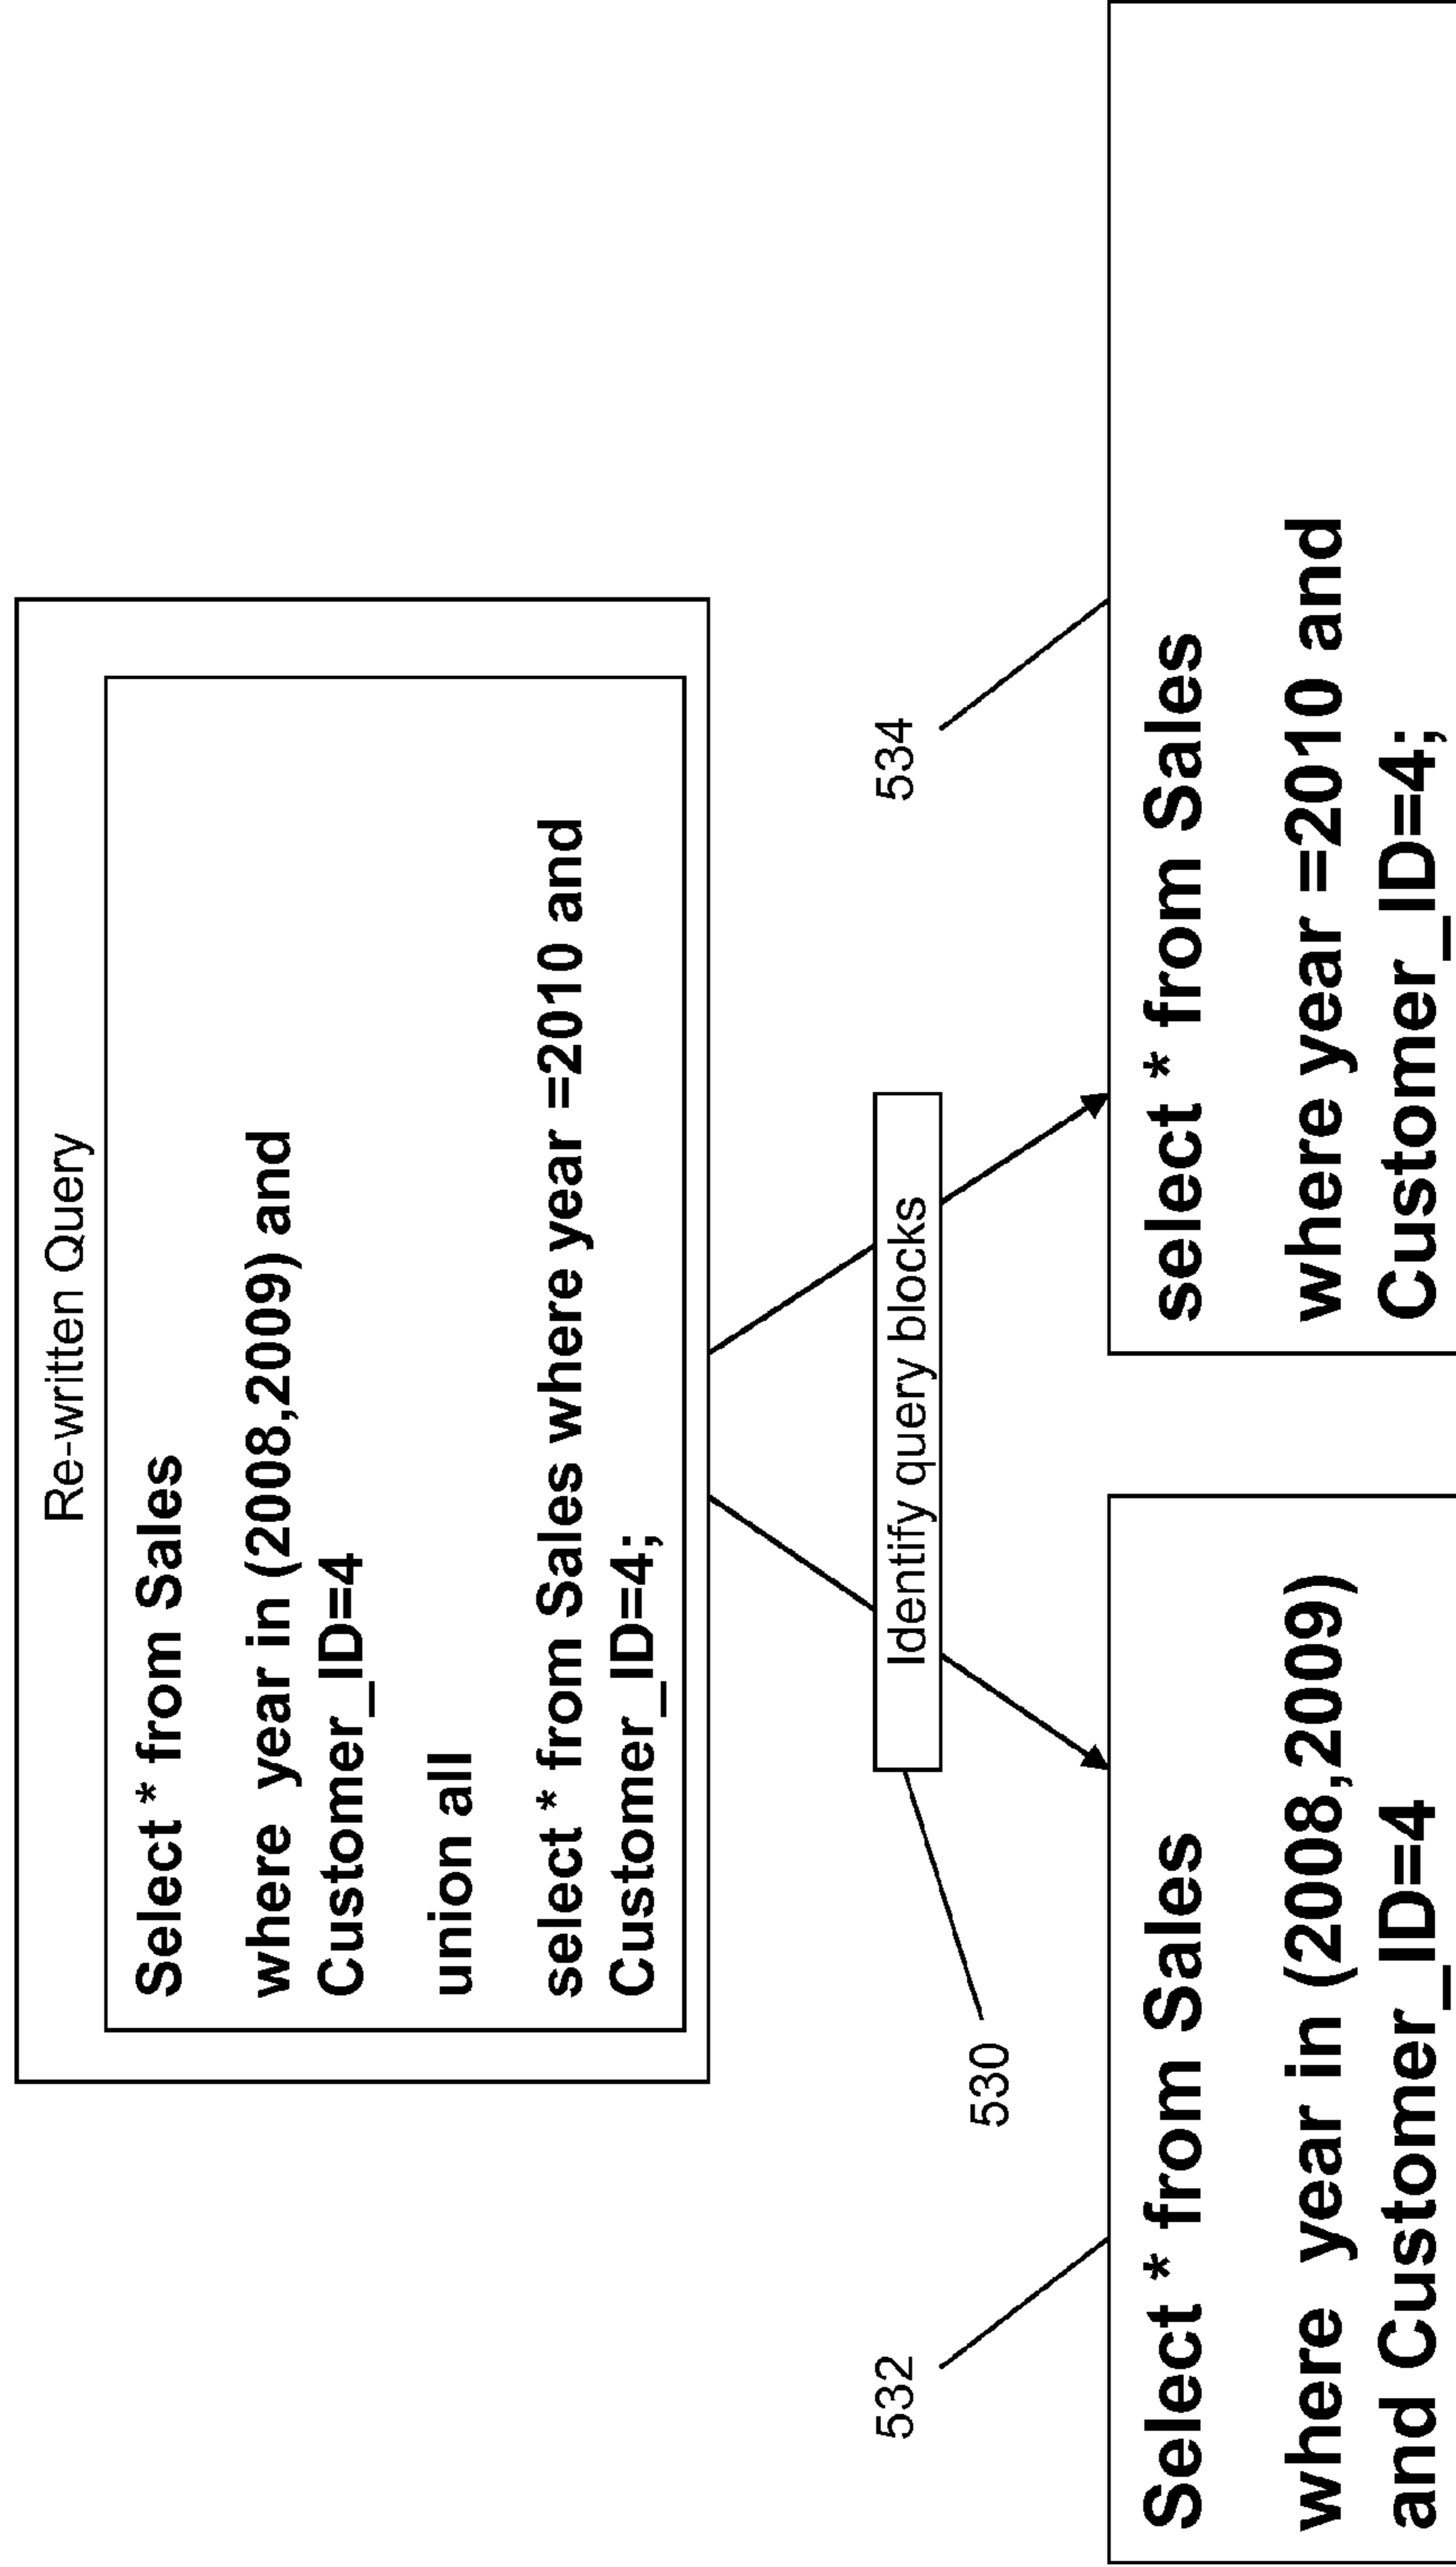 Re-written Query
Select * from Sales
where  year in (2008,2009) and
Customer_ID=4
union all
select * from Sales where year =2010 and
Customer_ID=4;
530
Identify query blocks
532
Select * from Sales
where  year in (2008,2009)
and Customer_ID=4
534
select * from Sales
where year =2010 and
Customer_ID=4;